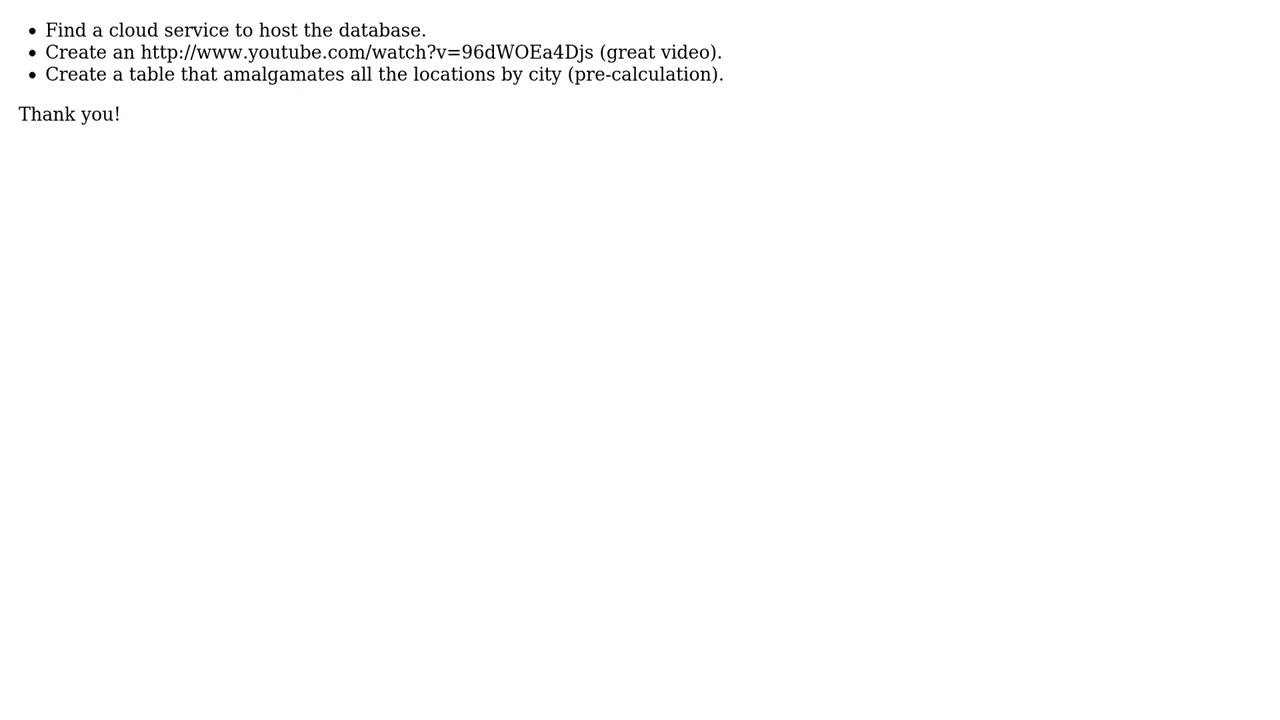 • Find a cloud service to host the database.
• Create an http://www.youtube.com/watch?v=96dWOEa4Djs (great video).
• Create a table that amalgamates all the locations by city (pre-calculation).
Thank you!